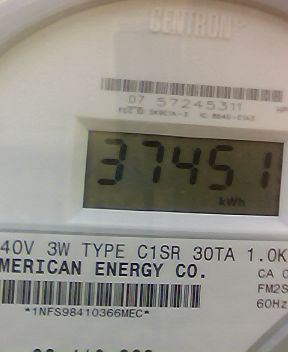 CENTRON
07 57245311
37451
kWh
40V 3W TYPE C1SR 30TA 1.0K
MERICAN ENERGY CO.
CA 0
FM2S
60Hz
*1NFS98410366MEC*